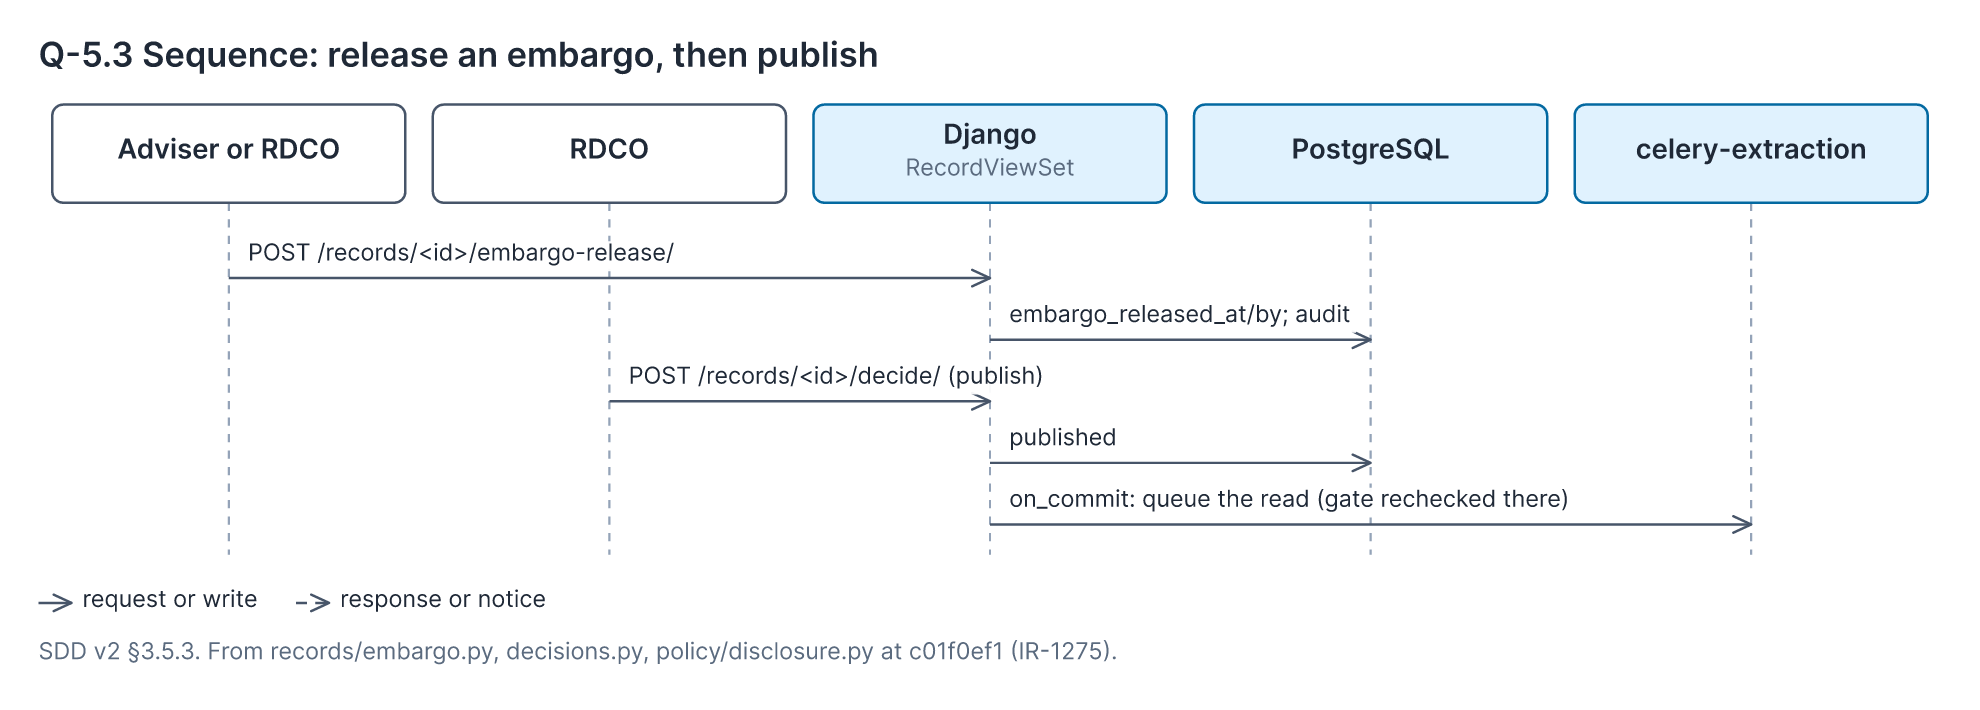 Q-5.3 Sequence: release an embargo, then publish
Adviser or RDCO
RDCO
Django
RecordViewSet
PostgreSQL
celery-extraction
POST /records/<id>/embargo-release/
embargo_released_at/by; audit
POST /records/<id>/decide/ (publish)
published
on_commit: queue the read (gate rechecked there)
request or write
response or notice
SDD v2 §3.5.3. From records/embargo.py, decisions.py, policy/disclosure.py at c01f0ef1 (IR-1275).